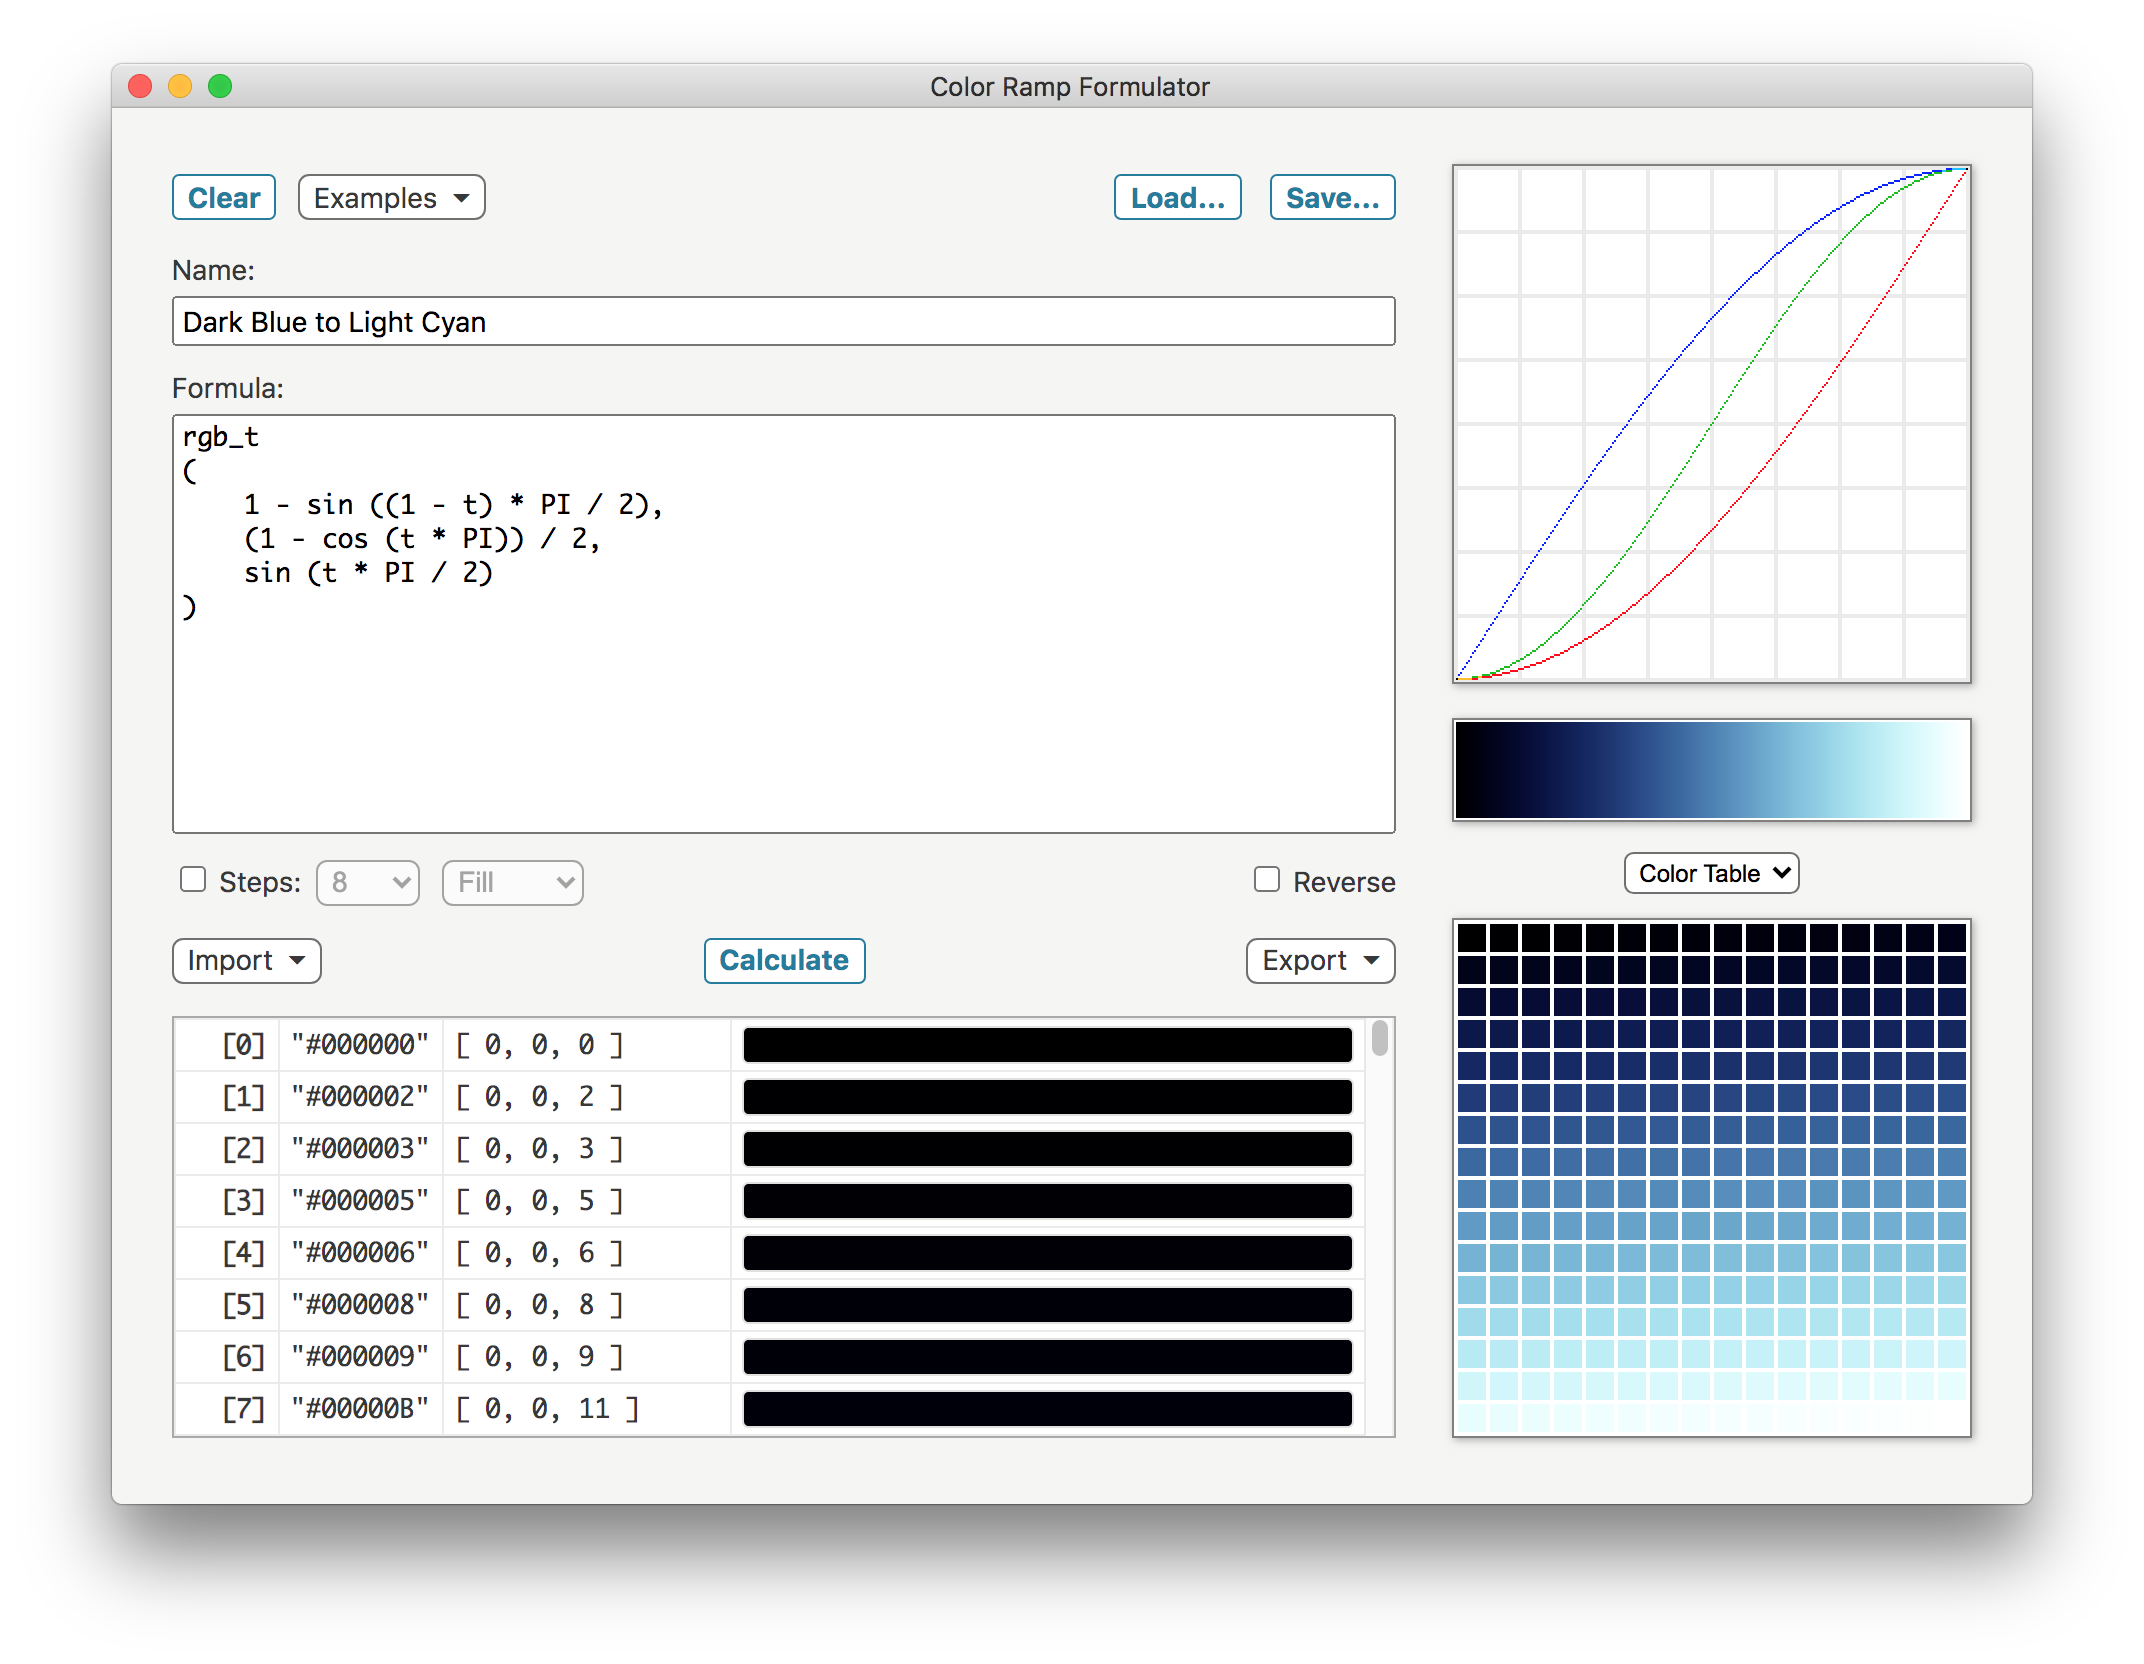 Color Ramp Formulator
Clear Examples Load... Save...
Name:
Dark Blue to Light Cyan
Formula:
rgb_t
(
    1 - sin ((1 - t) * PI / 2),
    (1 - cos (t * PI)) / 2,
    sin (t * PI / 2)
)
Steps: 8 Fill Reverse
Color Table
Import Calculate Export
[0] "#000000" [ 0, 0, 0 ]
[1] "#000002" [ 0, 0, 2 ]
[2] "#000003" [ 0, 0, 3 ]
[3] "#000005" [ 0, 0, 5 ]
[4] "#000006" [ 0, 0, 6 ]
[5] "#000008" [ 0, 0, 8 ]
[6] "#000009" [ 0, 0, 9 ]
[7] "#00000B" [ 0, 0, 11 ]